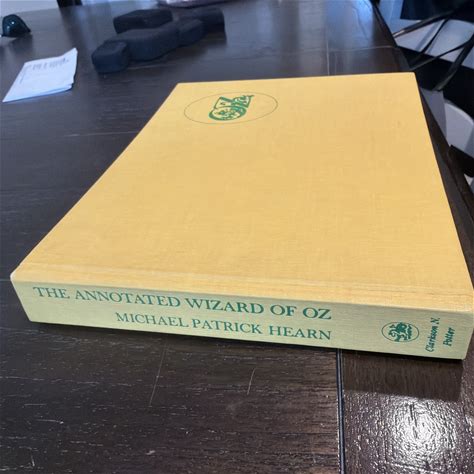 THE ANNOTATED WIZARD OF OZ
MICHAEL PATRICK HEARN
Clarkson N.
Potter